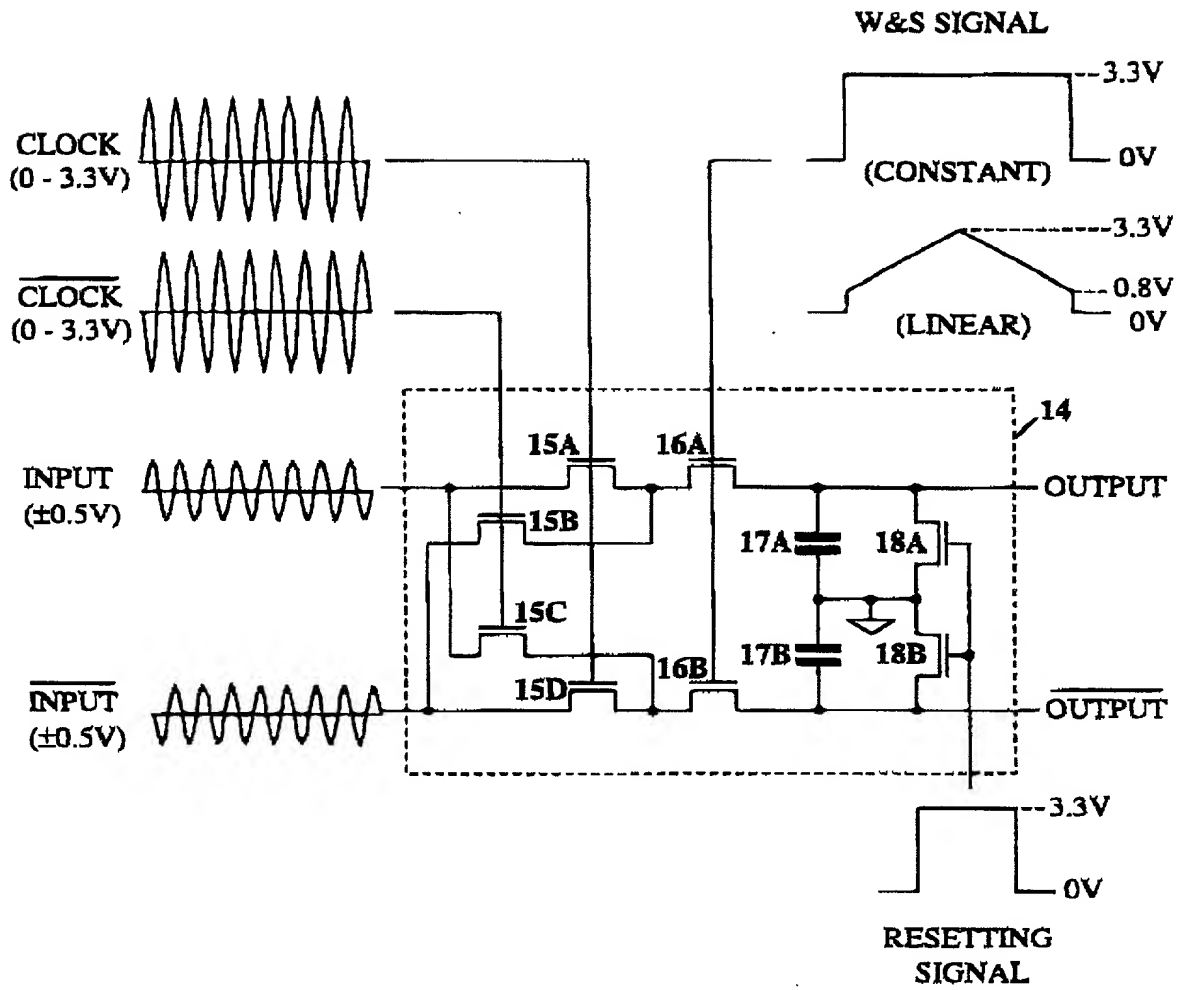 W&S SIGNAL
3.3V
CLOCK
(0 - 3.3V)
0V
(CONSTANT)
3.3V
CLOCK
(0 - 3.3V)
0.8V
(LINEAR)
0V
14
15A
16A
INPUT
(±0.5V)
OUTPUT
15B
17A
18A
15C
17B
18B
16B
15D
INPUT
(±0.5V)
OUTPUT
3.3V
0V
RESETTING
SIGNAL